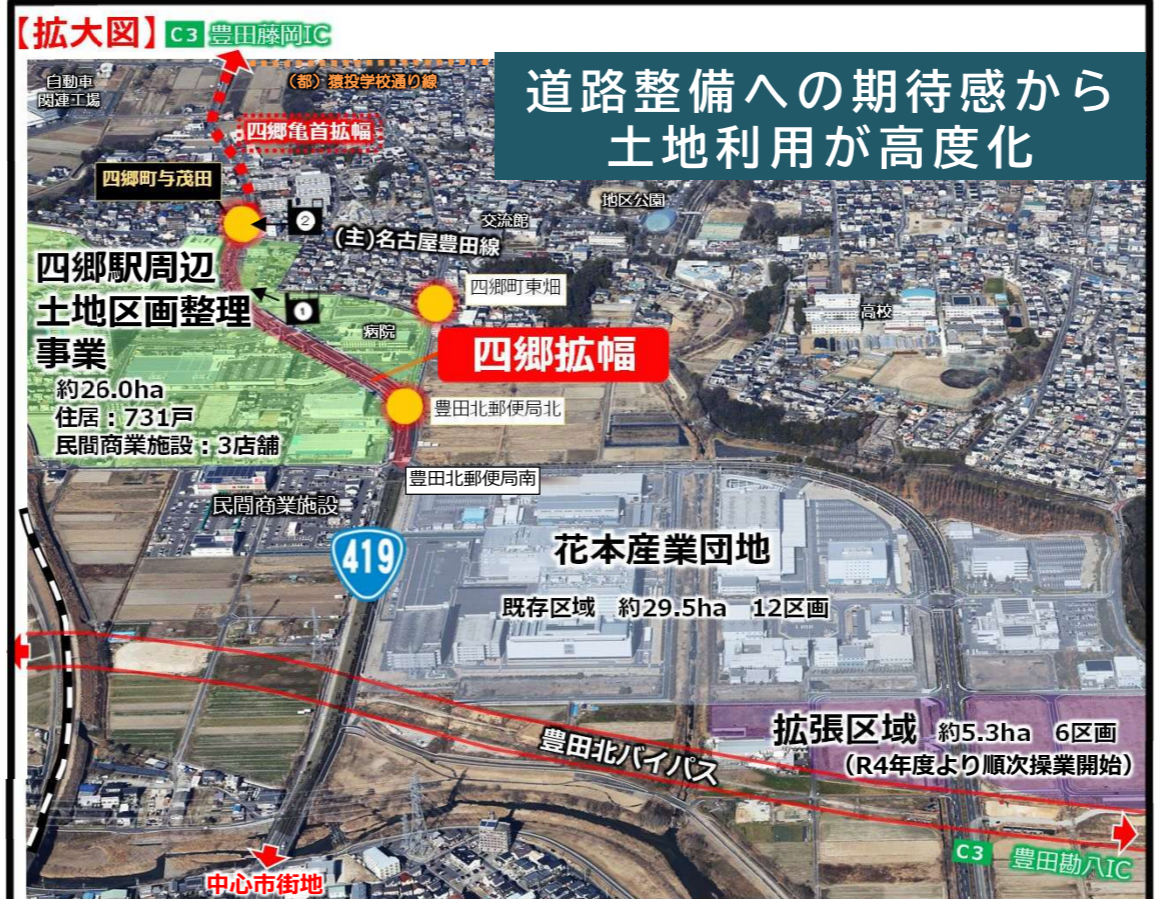 【拡大図】 C3 豊田藤岡IC
道路整備への期待感から
土地利用が高度化
自動車
関連工場
(都) 猿投学校通り線
四郷亀首拡幅
四郷町与茂田
②
(主)名古屋豊田線
交流館
地区公園
四郷駅周辺
土地区画整理
事業
約26.0ha
住居：731戸
民間商業施設：3店舗
①
病院
四郷町東畑
高校
四郷拡幅
豊田北郵便局北
豊田北郵便局南
民間商業施設
419
花本産業団地
既存区域 約29.5ha 12区画
拡張区域 約5.3ha 6区画
(R4年度より順次操業開始)
豊田北バイパス
C3 豊田勘八IC
中心市街地